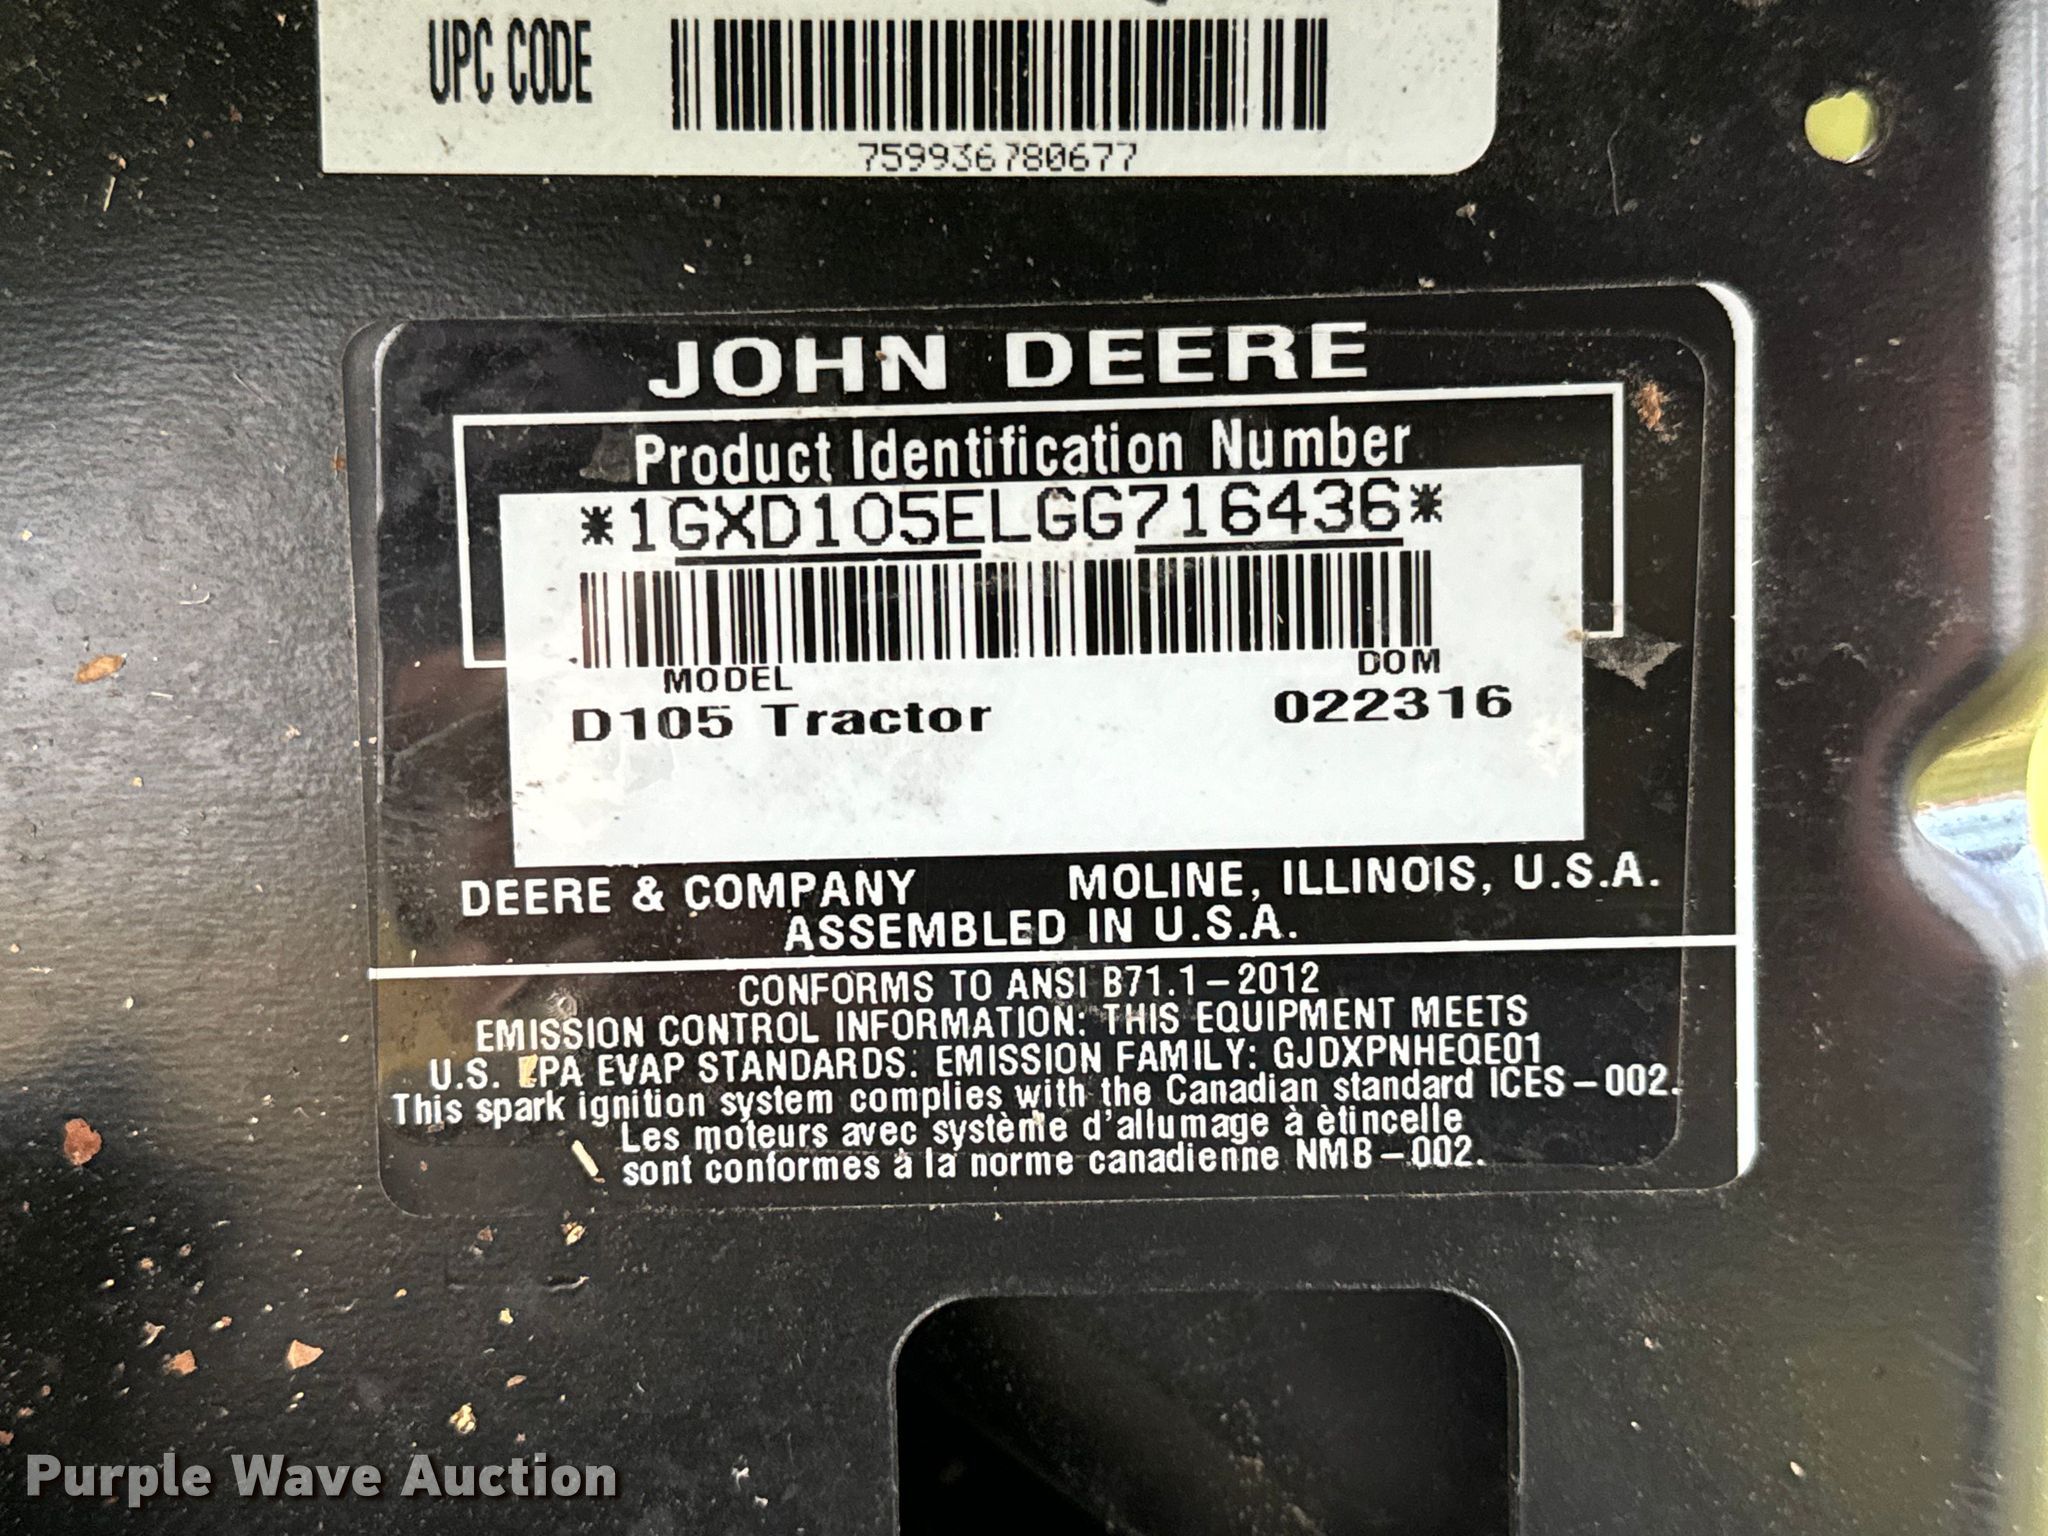 UPC CODE
759936780677
JOHN DEERE
Product Identification Number
*1GXD105ELGG716436*
MODEL DOM
D105 Tractor 022316
DEERE & COMPANY MOLINE, ILLINOIS, U.S.A.
ASSEMBLED IN U.S.A.
CONFORMS TO ANSI B71.1-2012
EMISSION CONTROL INFORMATION: THIS EQUIPMENT MEETS
U.S. EPA EVAP STANDARDS. EMISSION FAMILY: GJDXPNHEQE01
This spark ignition system complies with the Canadian standard ICES-002.
Les moteurs avec système d'allumage à ètincelle
sont conformes à la norme canadienne NMB-002.
Purple Wave Auction